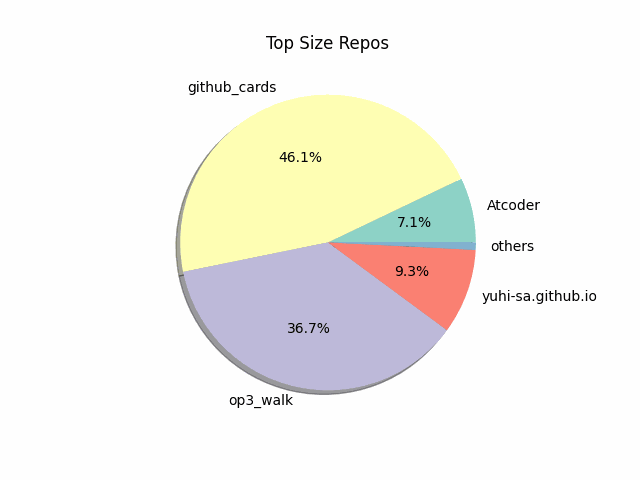 Top Size Repos
github_cards
46.1%
Atcoder
7.1%
others
9.3%
yuhi-sa.github.io
36.7%
op3_walk